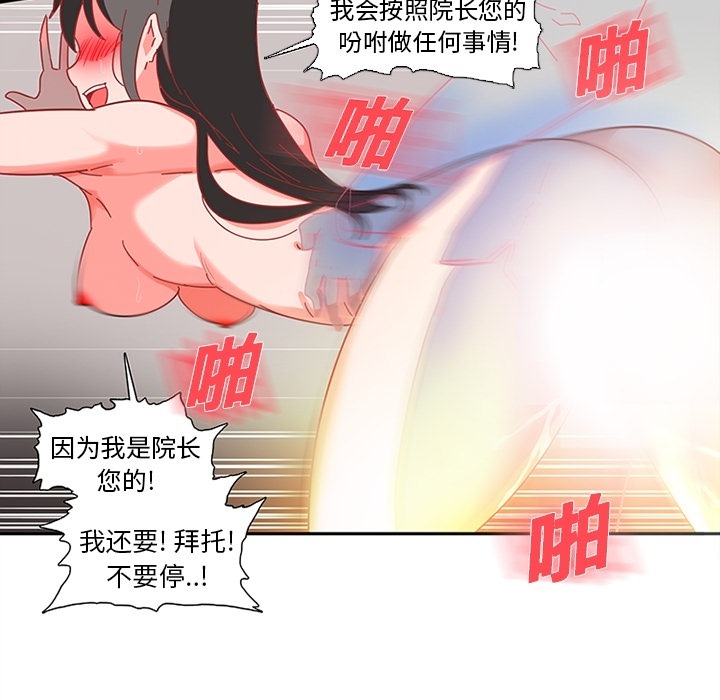 我会按照院长您的
吩咐做任何事情!
啪
啪
啪
因为我是院长
您的!
我还要! 拜托!
不要停..!
啪